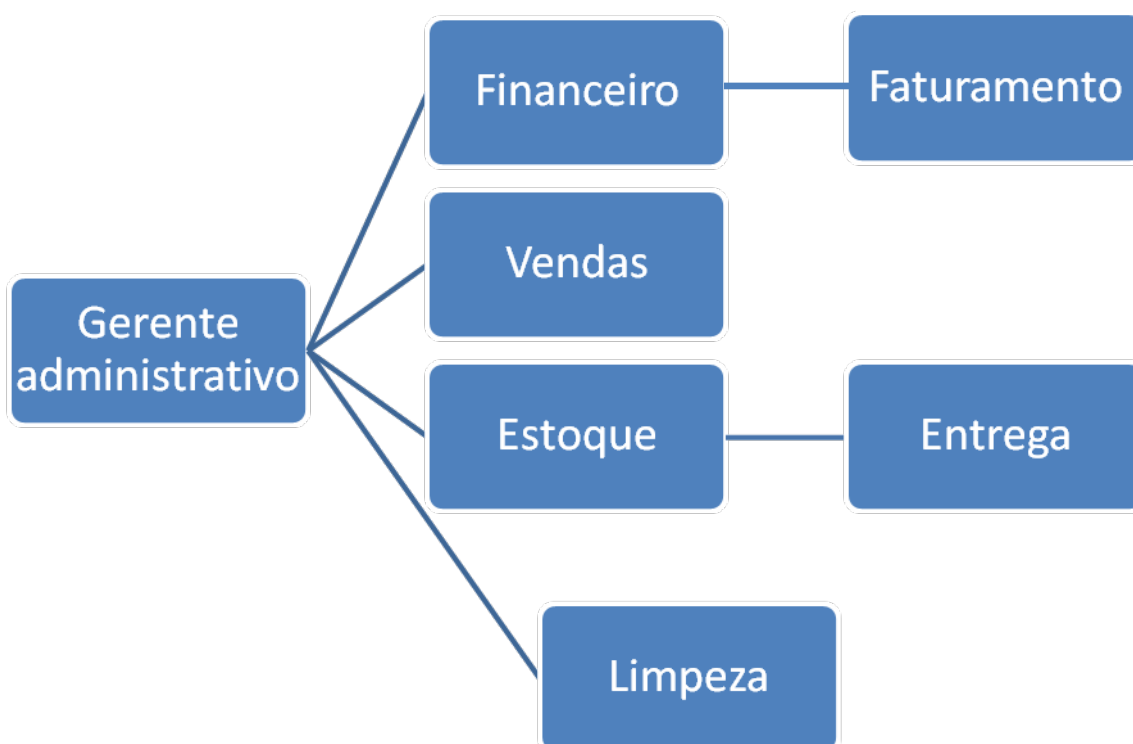 Financeiro
Faturamento
Vendas
Gerente
administrativo
Estoque
Entrega
Limpeza